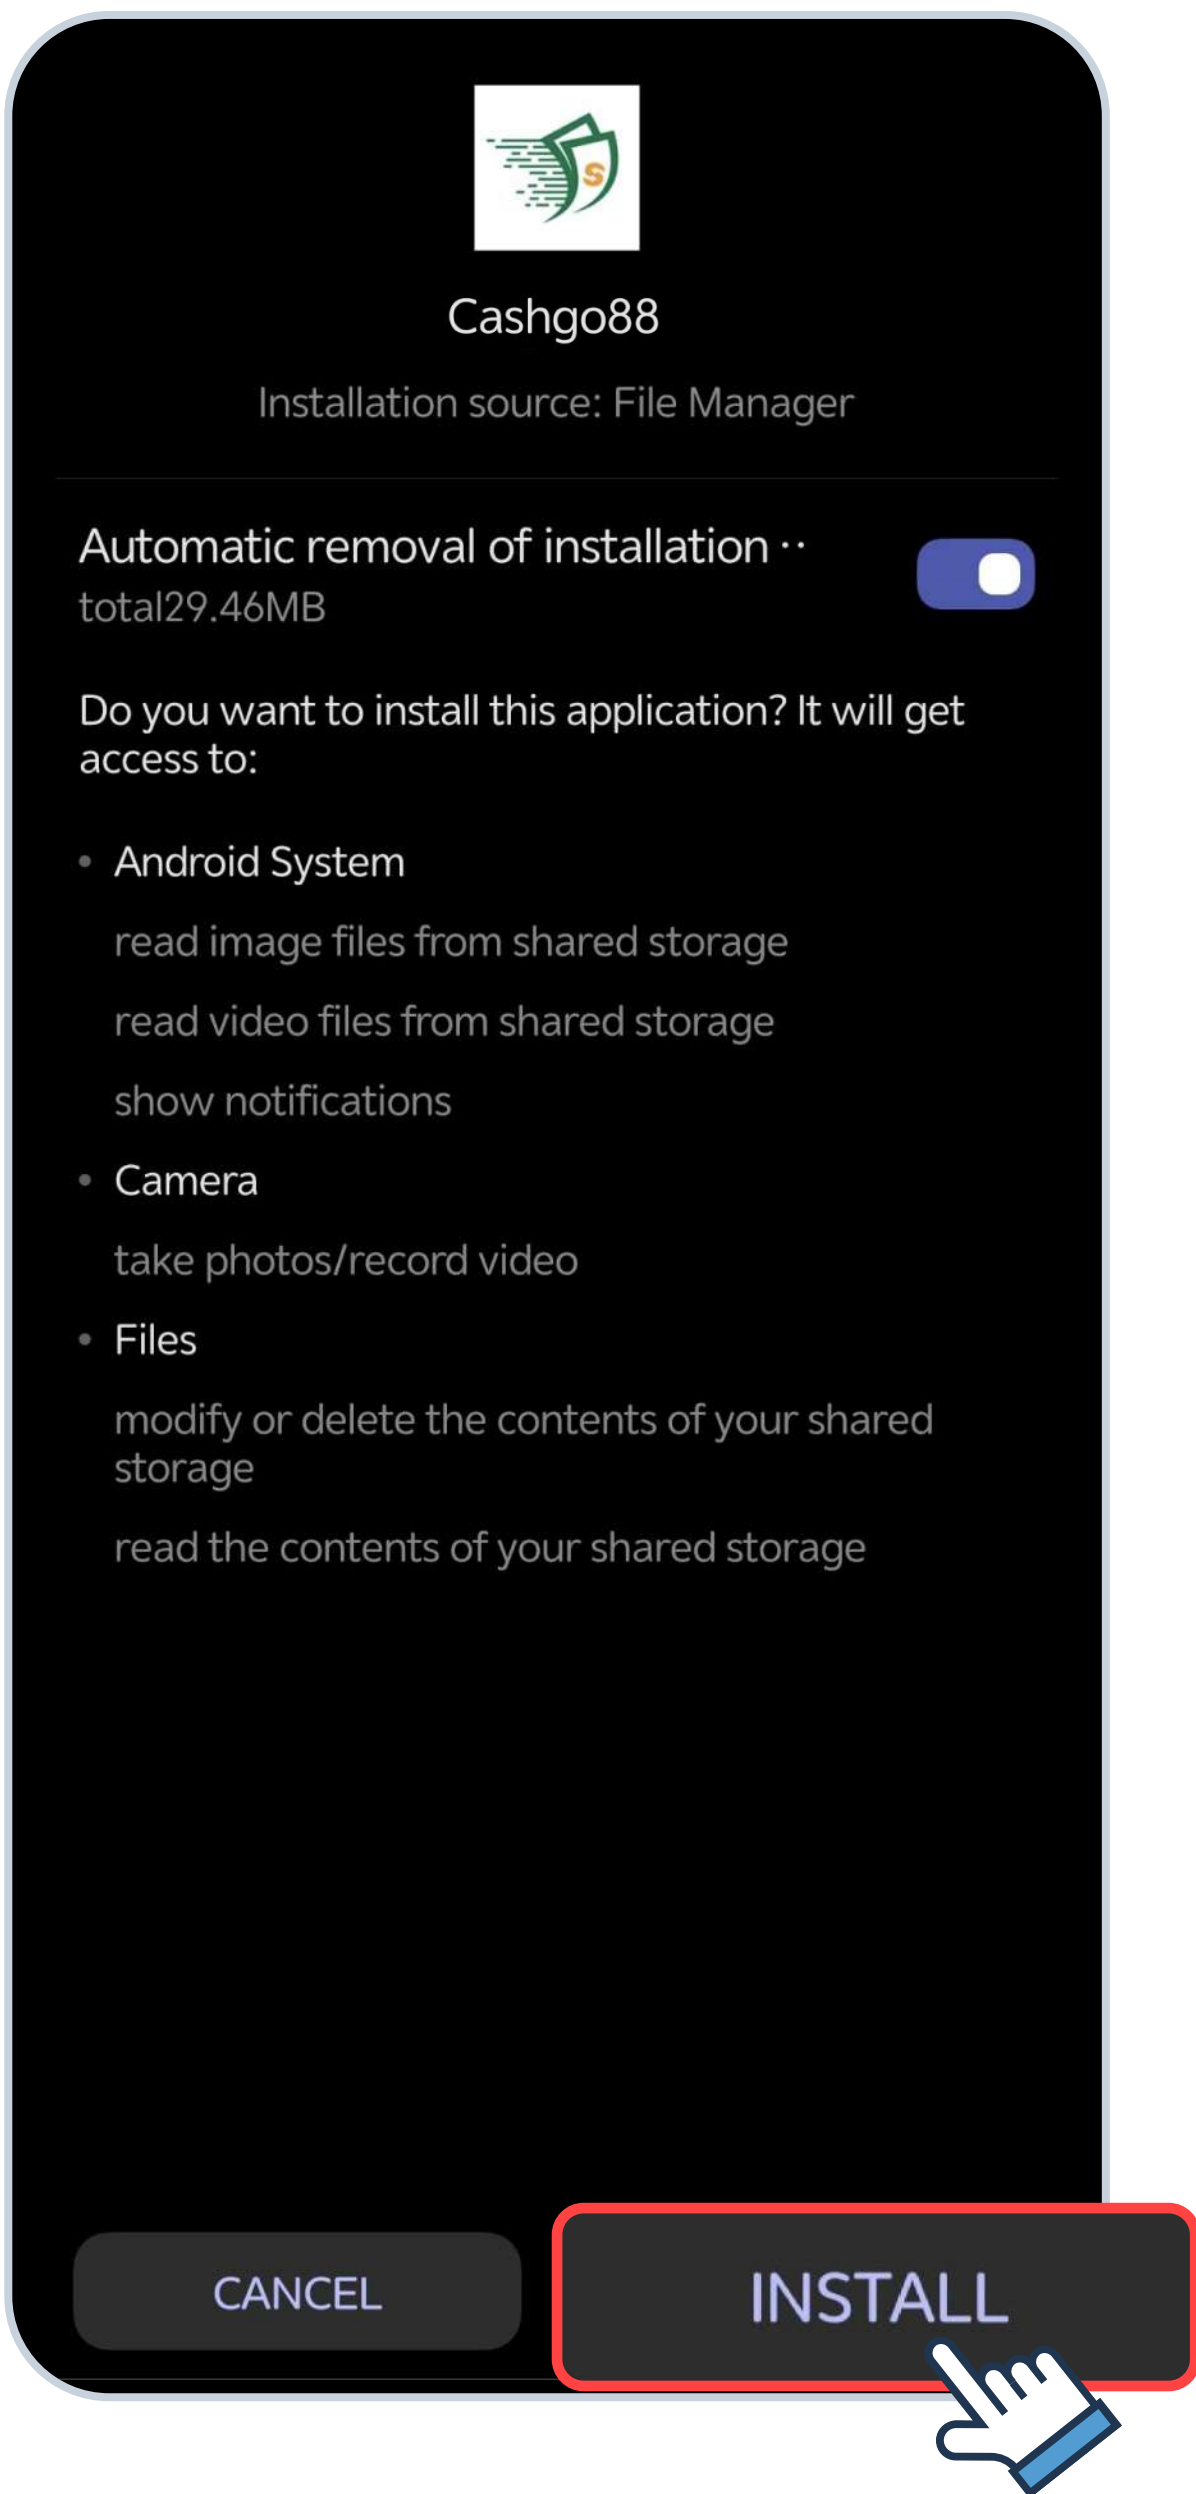 S
Cashgo88
Installation source: File Manager
Automatic removal of installation ··
total29.46MB
Do you want to install this application? It will get
access to:
• Android System
read image files from shared storage
read video files from shared storage
show notifications
• Camera
take photos/record video
• Files
modify or delete the contents of your shared
storage
read the contents of your shared storage
CANCEL
INSTALL